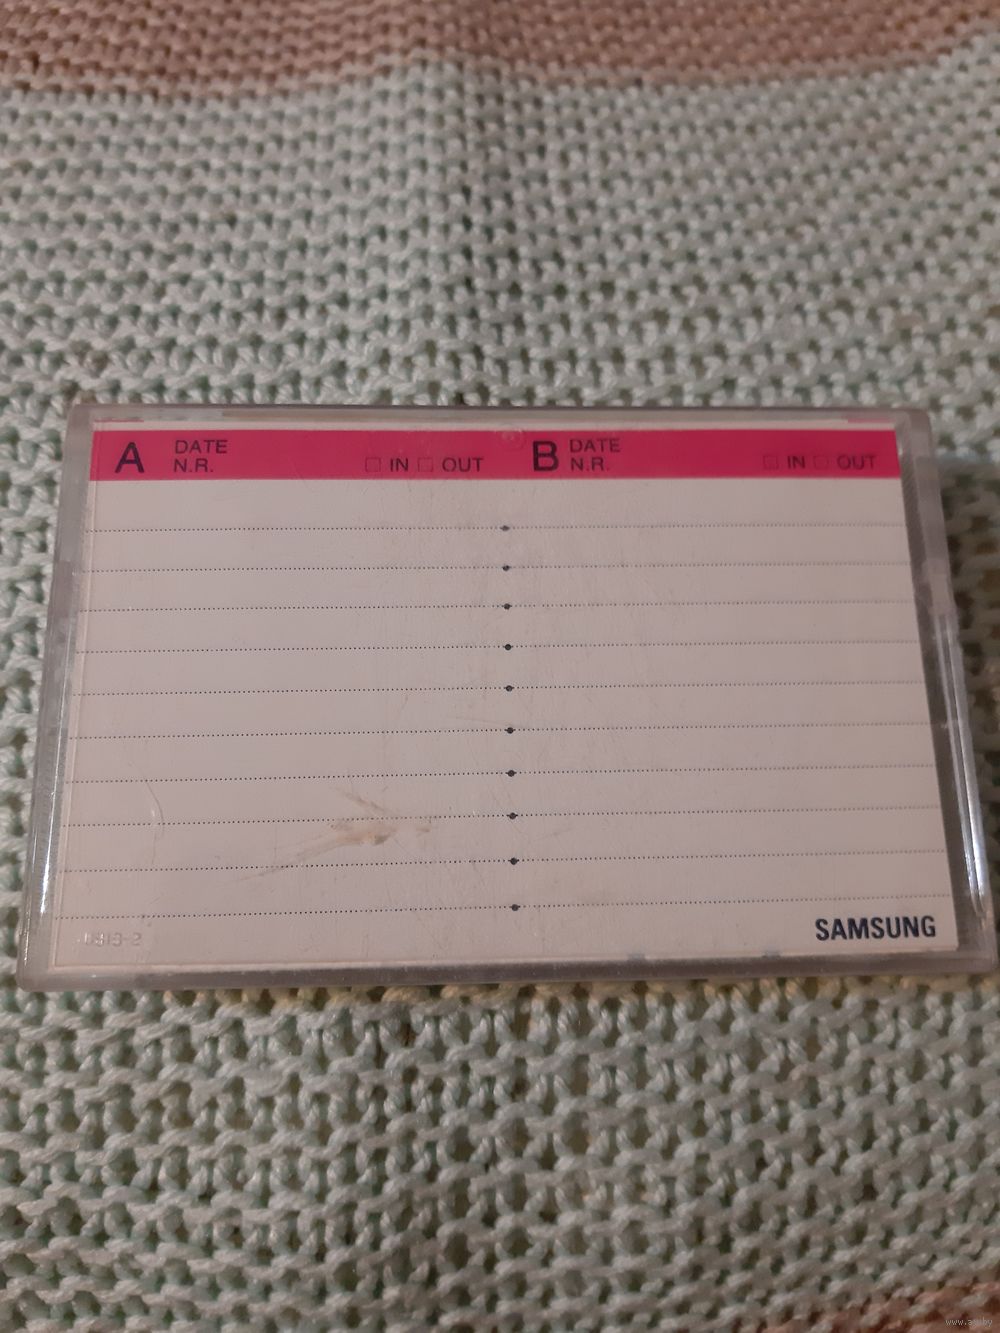 A DATE B DATE
N.R. □ IN □ OUT N.R. □ IN □ OUT
SAMSUNG